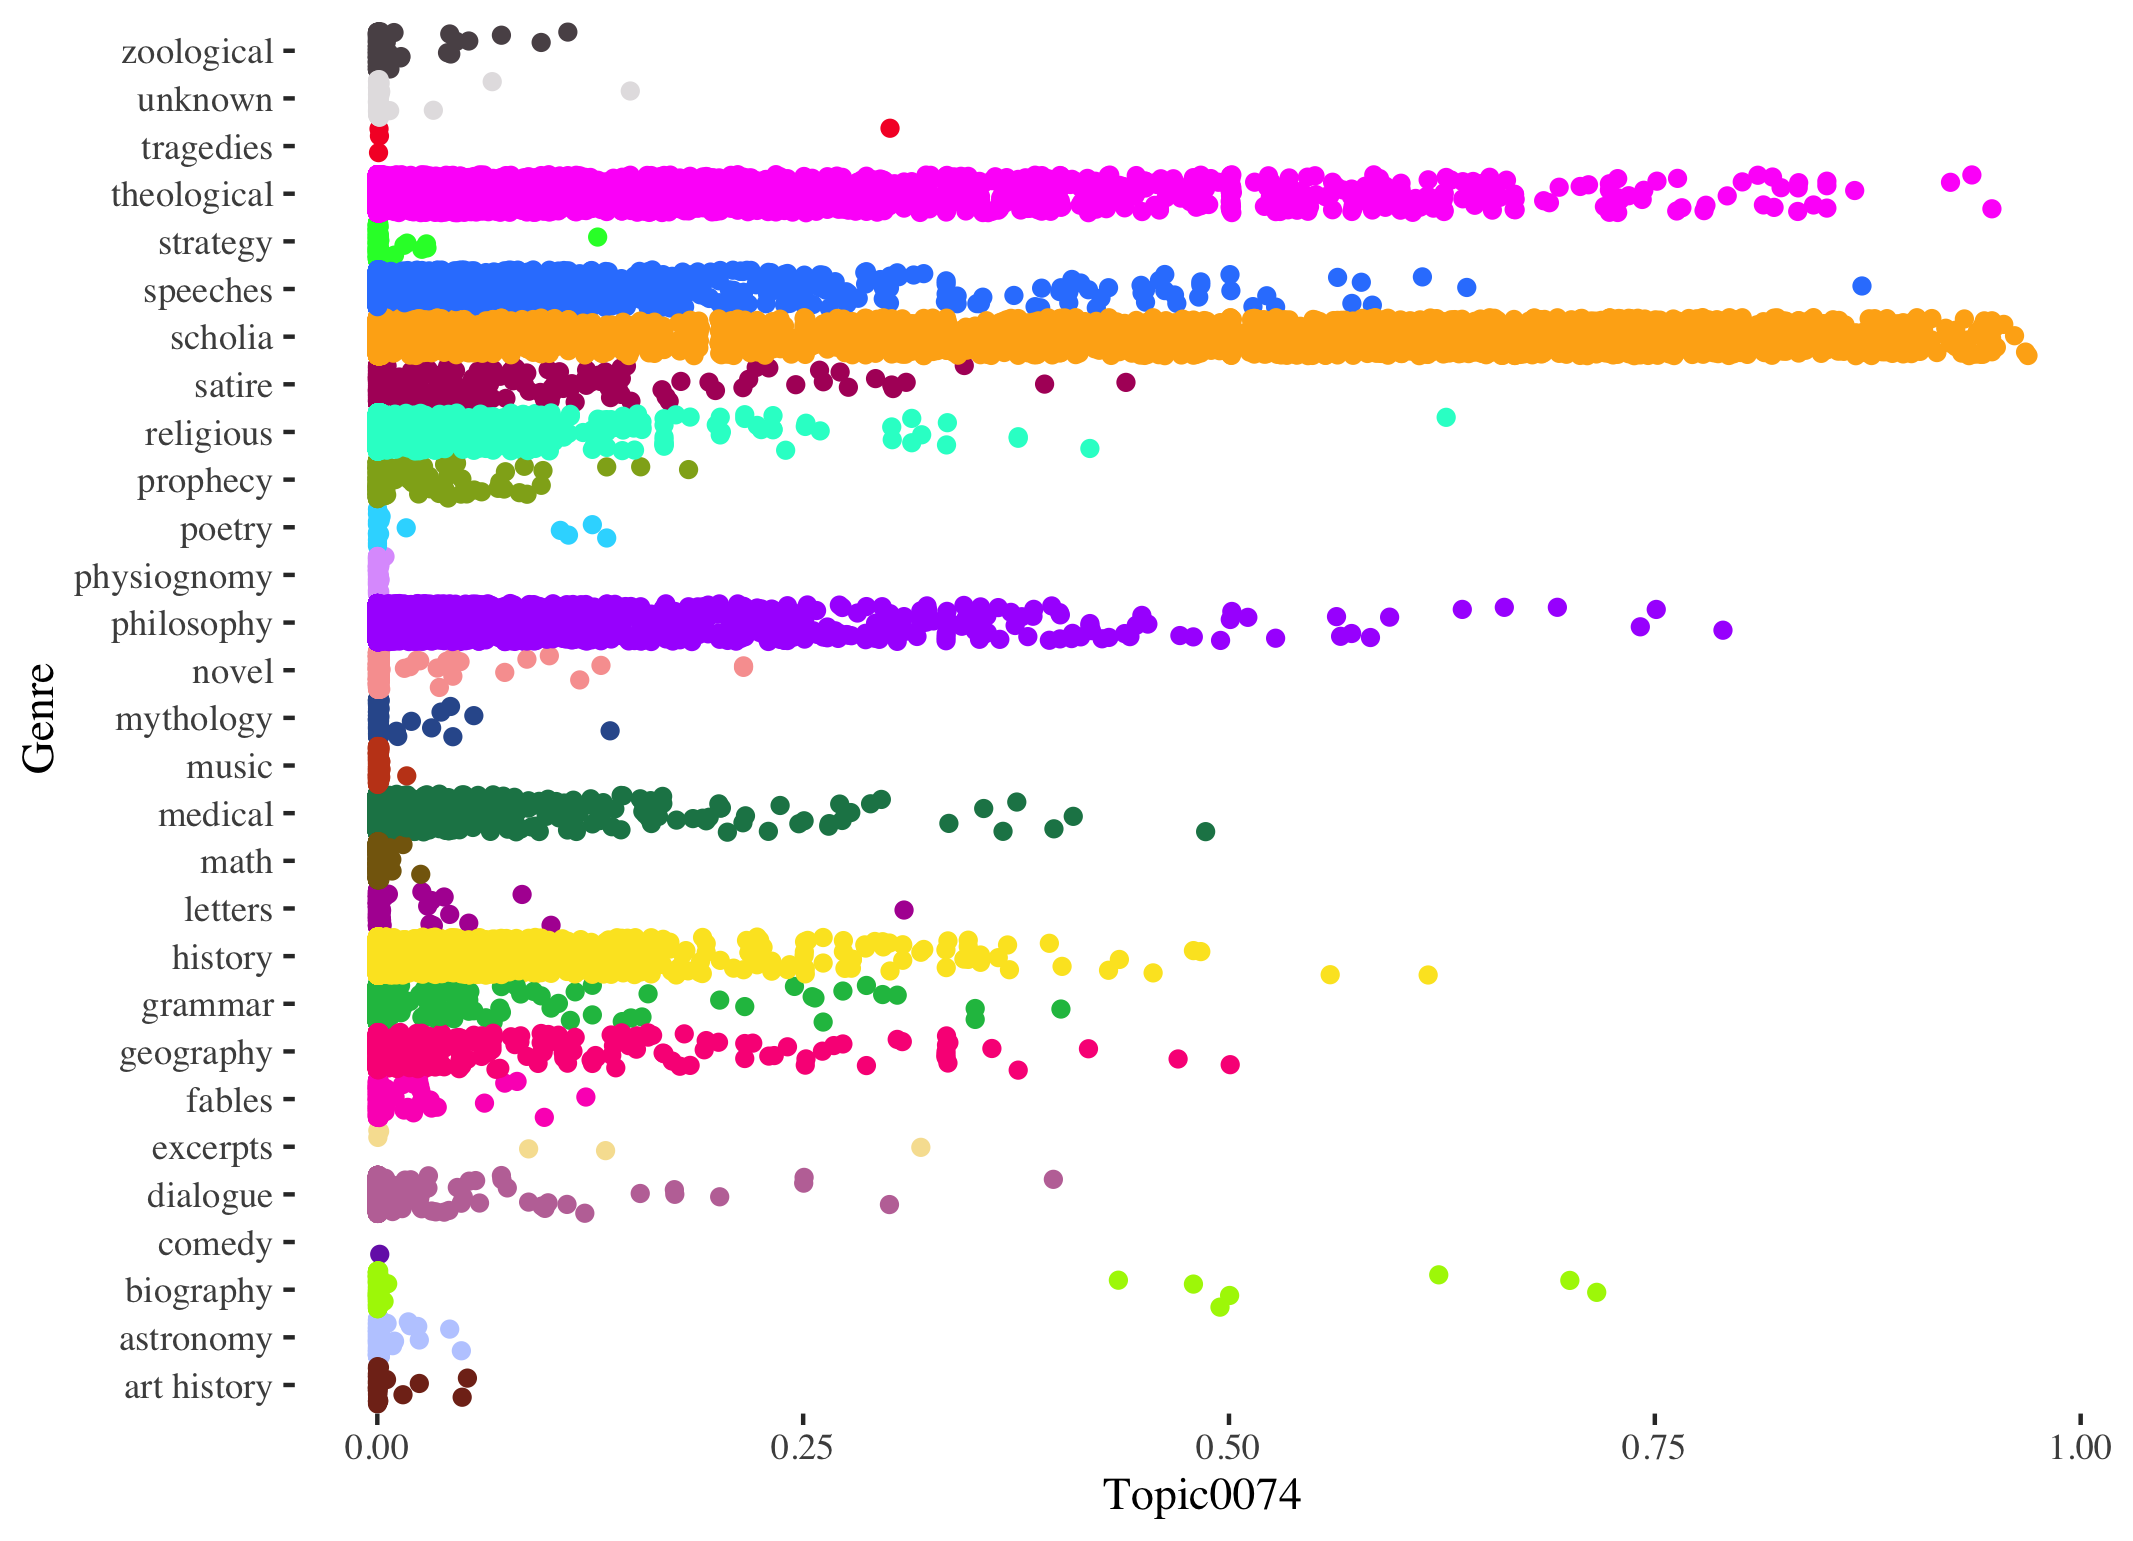 Genre
zoological
unknown
tragedies
theological
strategy
speeches
scholia
satire
religious
prophecy
poetry
physiognomy
philosophy
novel
mythology
music
medical
math
letters
history
grammar
geography
fables
excerpts
dialogue
comedy
biography
astronomy
art history
0.00 0.25 0.50 0.75 1.00
Topic0074